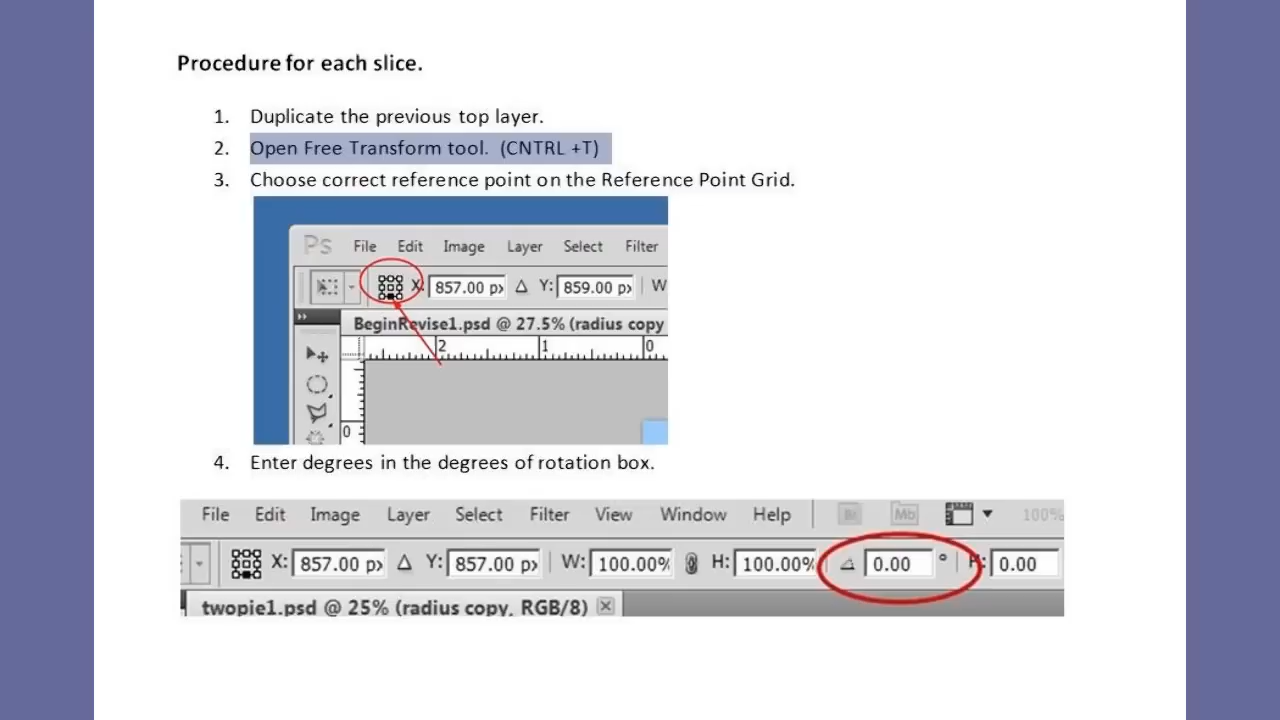 Procedure for each slice.
1. Duplicate the previous top layer.
2. Open Free Transform tool. (CNTRL +T)
3. Choose correct reference point on the Reference Point Grid.
Ps File Edit Image Layer Select Filter
X: 857.00 px Δ Y: 859.00 px W
BeginRevise1.psd @ 27.5% (radius copy
2 1 0
0
4. Enter degrees in the degrees of rotation box.
File Edit Image Layer Select Filter View Window Help Br Mb 100%
X: 857.00 px Δ Y: 857.00 px W: 100.00% H: 100.00% 0.00 ° H: 0.00
twopie1.psd @ 25% (radius copy, RGB/8)